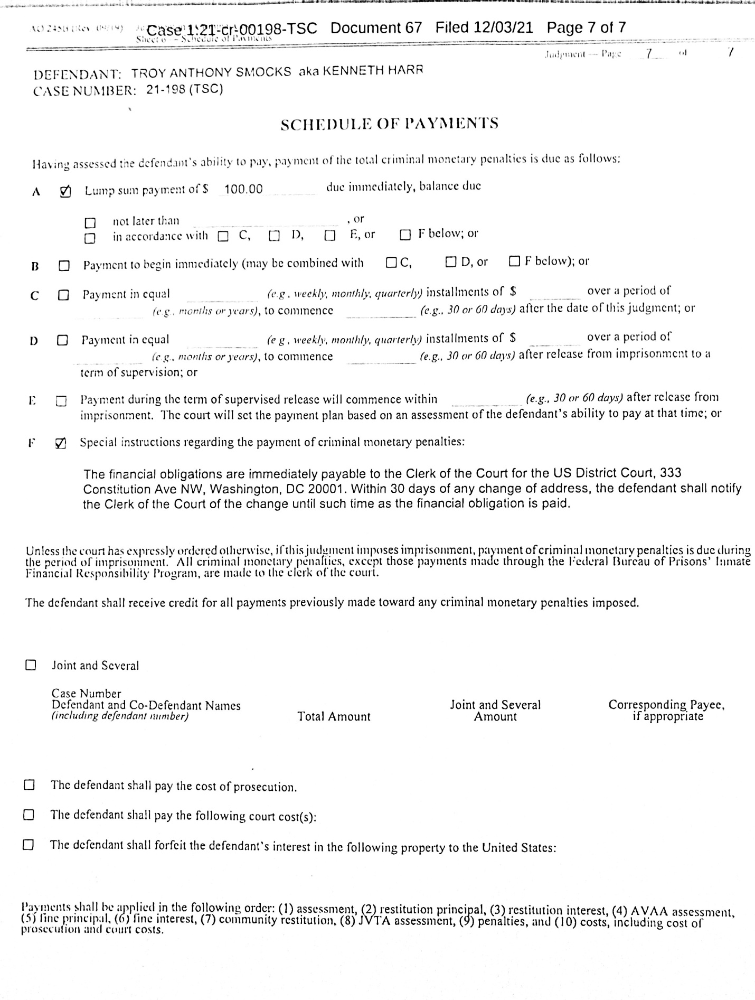 AO 245B (Rev. 09/19) Case 1:21-cr-00198-TSC Document 67 Filed 12/03/21 Page 7 of 7
Sheet 6 — Schedule of Payments
Judgment — Page 7 of 7
DEFENDANT: TROY ANTHONY SMOCKS aka KENNETH HARR
CASE NUMBER: 21-198 (TSC)
SCHEDULE OF PAYMENTS
Having assessed the defendant's ability to pay, payment of the total criminal monetary penalties is due as follows:
A ☑ Lump sum payment of $ 100.00 due immediately, balance due
☐ not later than , or
☐ in accordance with ☐ C, ☐ D, ☐ E, or ☐ F below; or
B ☐ Payment to begin immediately (may be combined with ☐ C, ☐ D, or ☐ F below); or
C ☐ Payment in equal (e.g., weekly, monthly, quarterly) installments of $ over a period of
(e.g., months or years), to commence (e.g., 30 or 60 days) after the date of this judgment; or
D ☐ Payment in equal (e.g., weekly, monthly, quarterly) installments of $ over a period of
(e.g., months or years), to commence (e.g., 30 or 60 days) after release from imprisonment to a
term of supervision; or
E ☐ Payment during the term of supervised release will commence within (e.g., 30 or 60 days) after release from
imprisonment. The court will set the payment plan based on an assessment of the defendant's ability to pay at that time; or
F ☑ Special instructions regarding the payment of criminal monetary penalties:
The financial obligations are immediately payable to the Clerk of the Court for the US District Court, 333
Constitution Ave NW, Washington, DC 20001. Within 30 days of any change of address, the defendant shall notify
the Clerk of the Court of the change until such time as the financial obligation is paid.
Unless the court has expressly ordered otherwise, if this judgment imposes imprisonment, payment of criminal monetary penalties is due during
the period of imprisonment. All criminal monetary penalties, except those payments made through the Federal Bureau of Prisons' Inmate
Financial Responsibility Program, are made to the clerk of the court.
The defendant shall receive credit for all payments previously made toward any criminal monetary penalties imposed.
☐ Joint and Several
Case Number
Defendant and Co-Defendant Names Joint and Several Corresponding Payee,
(including defendant number) Total Amount Amount if appropriate
☐ The defendant shall pay the cost of prosecution.
☐ The defendant shall pay the following court cost(s):
☐ The defendant shall forfeit the defendant's interest in the following property to the United States:
Payments shall be applied in the following order: (1) assessment, (2) restitution principal, (3) restitution interest, (4) AVAA assessment,
(5) fine principal, (6) fine interest, (7) community restitution, (8) JVTA assessment, (9) penalties, and (10) costs, including cost of
prosecution and court costs.